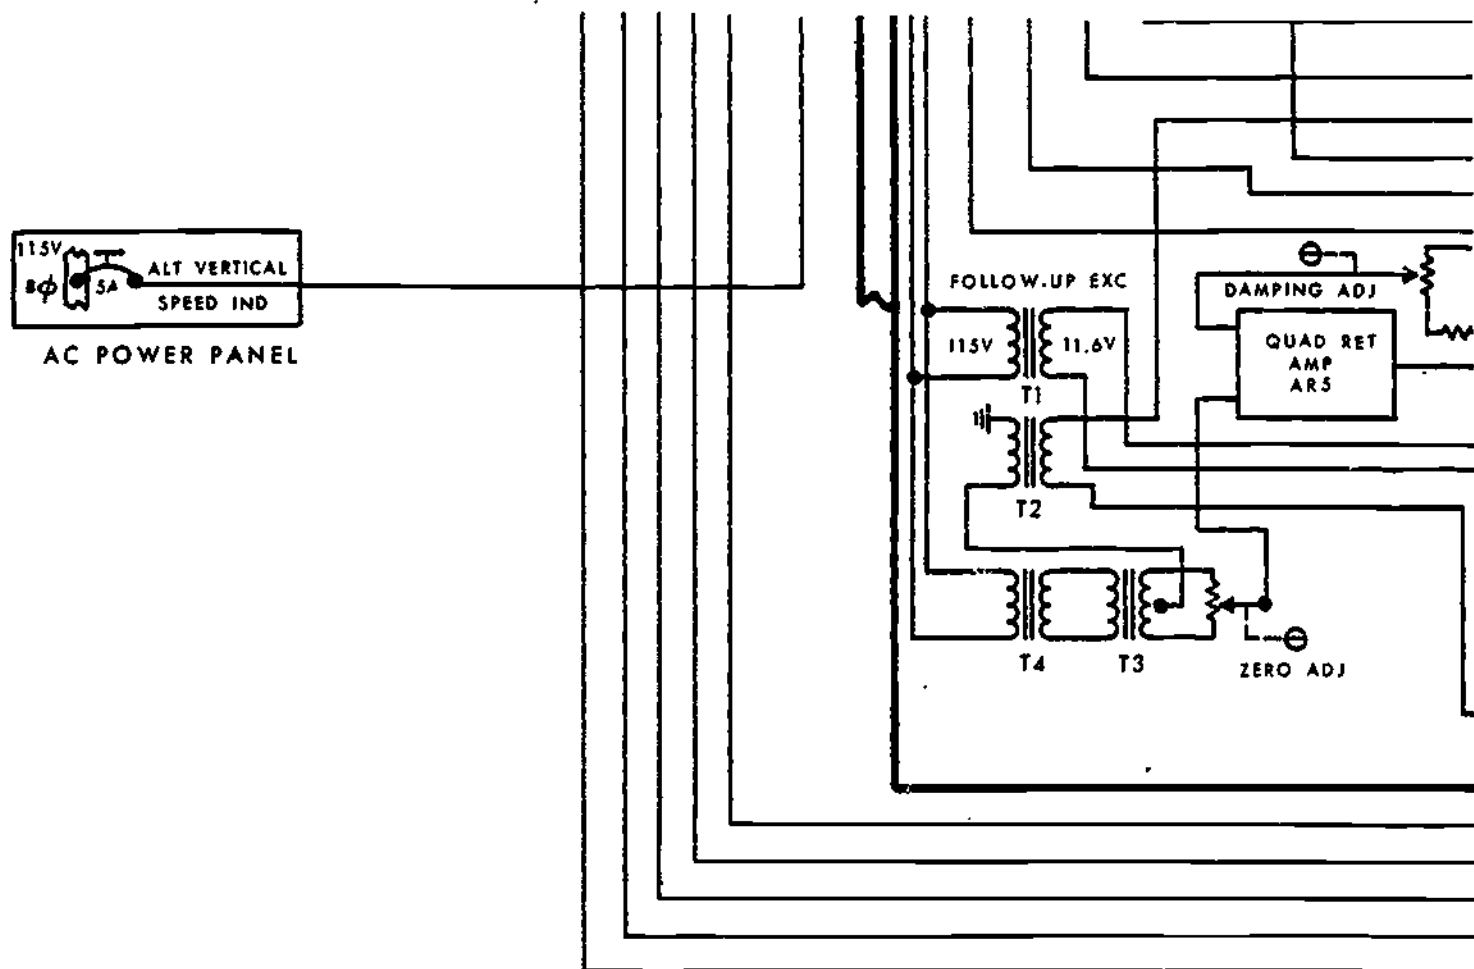 115V
8φ
5A
ALT VERTICAL
SPEED IND
AC POWER PANEL
FOLLOW-UP EXC
115V
11.6V
T1
T2
T4
T3
DAMPING ADJ
QUAD RET
AMP
AR5
ZERO ADJ